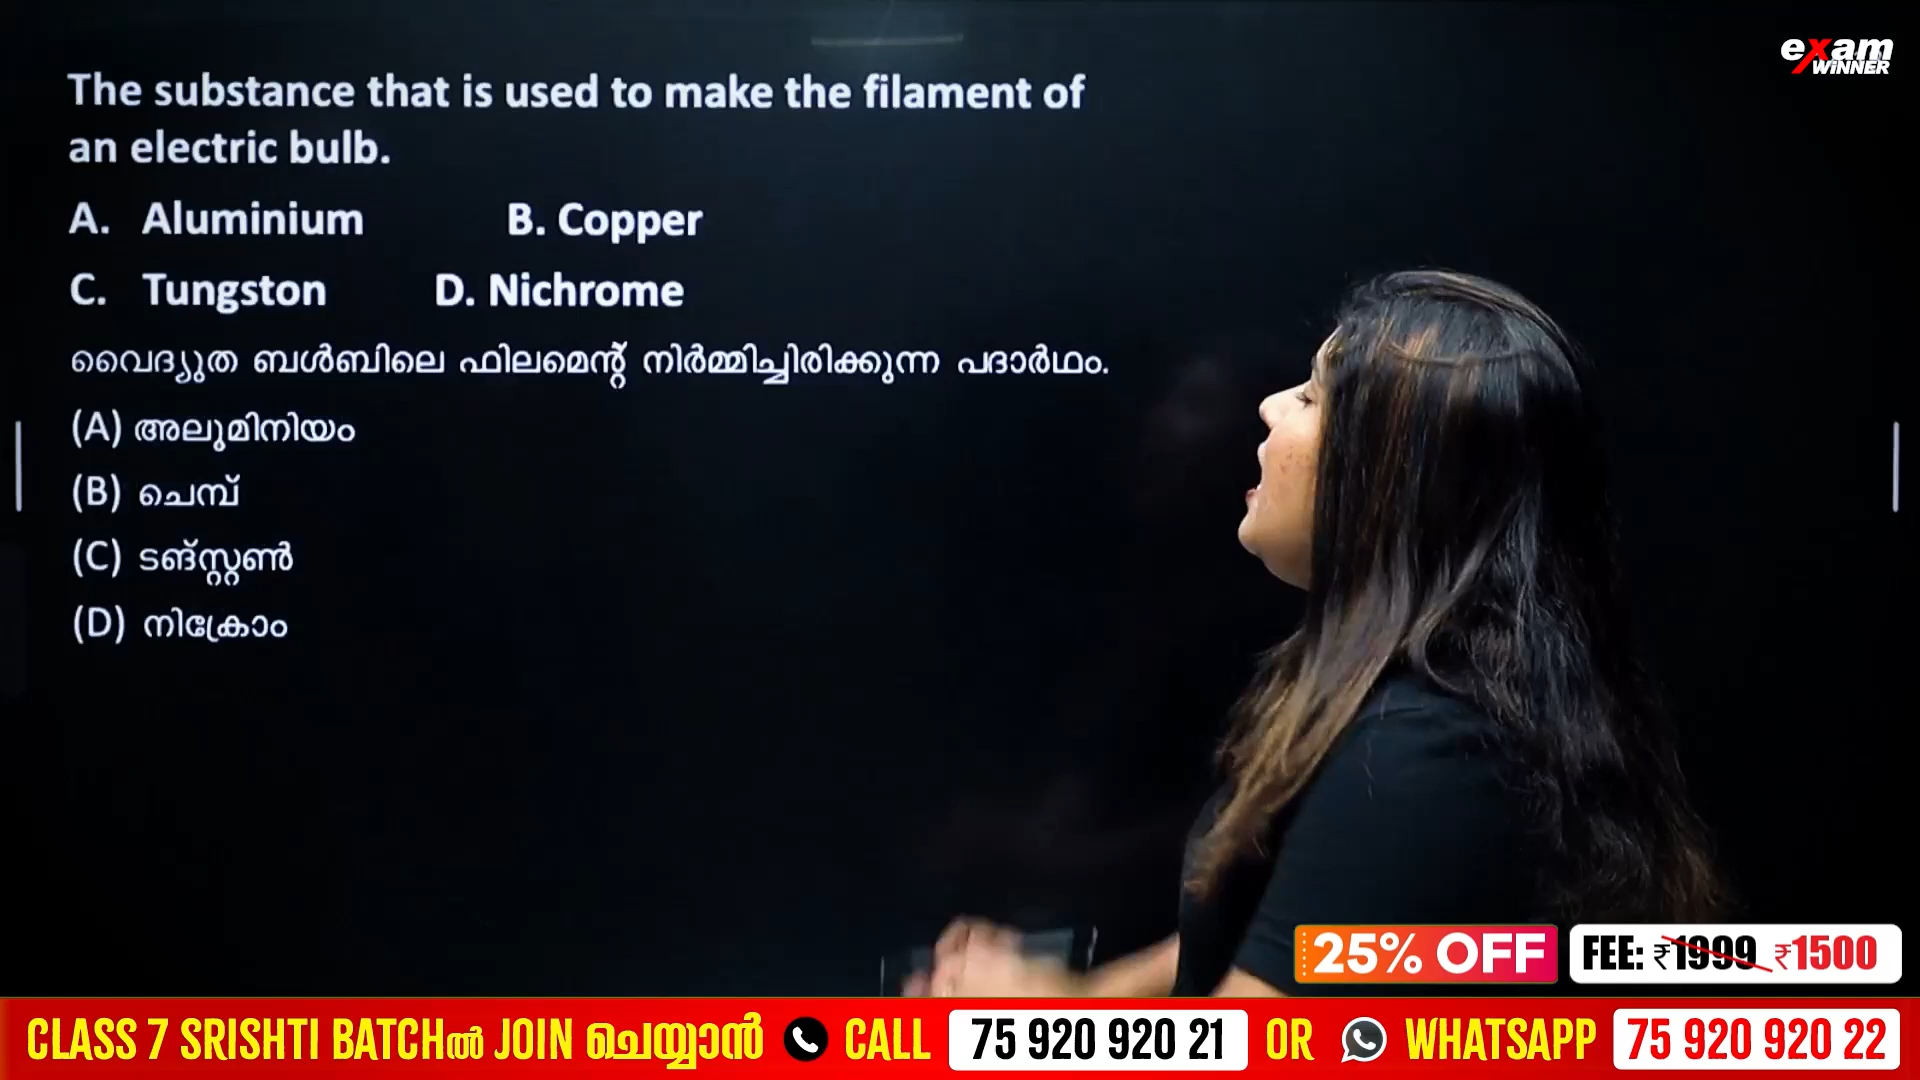 exam
WiNNER
The substance that is used to make the filament of
an electric bulb.
A. Aluminium B. Copper
C. Tungston D. Nichrome
വൈദ്യുത ബൾബിലെ ഫിലമെന്റ് നിർമ്മിച്ചിരിക്കുന്ന പദാർഥം.
(A) അലുമിനിയം
(B) ചെമ്പ്
(C) ടങ്സ്റ്റൺ
(D) നിക്രോം
25% OFF FEE: ₹1999 ₹1500
CLASS 7 SRISHTI BATCHൽ JOIN ചെയ്യാൻ CALL 75 920 920 21 OR WHATSAPP 75 920 920 22